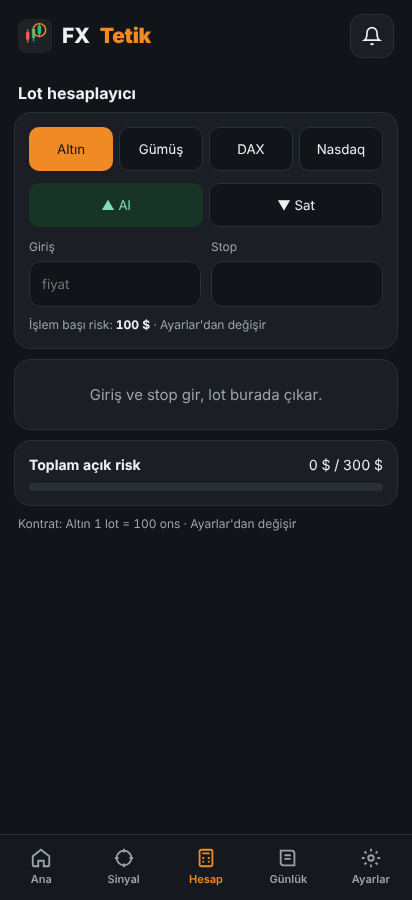 FX Tetik
Lot hesaplayıcı
Altın Gümüş DAX Nasdaq
▲ Al ▼ Sat
Giriş Stop
fiyat
İşlem başı risk: 100 $ · Ayarlar'dan değişir
Giriş ve stop gir, lot burada çıkar.
Toplam açık risk 0 $ / 300 $
Kontrat: Altın 1 lot = 100 ons · Ayarlar'dan değişir
Ana Sinyal Hesap Günlük Ayarlar